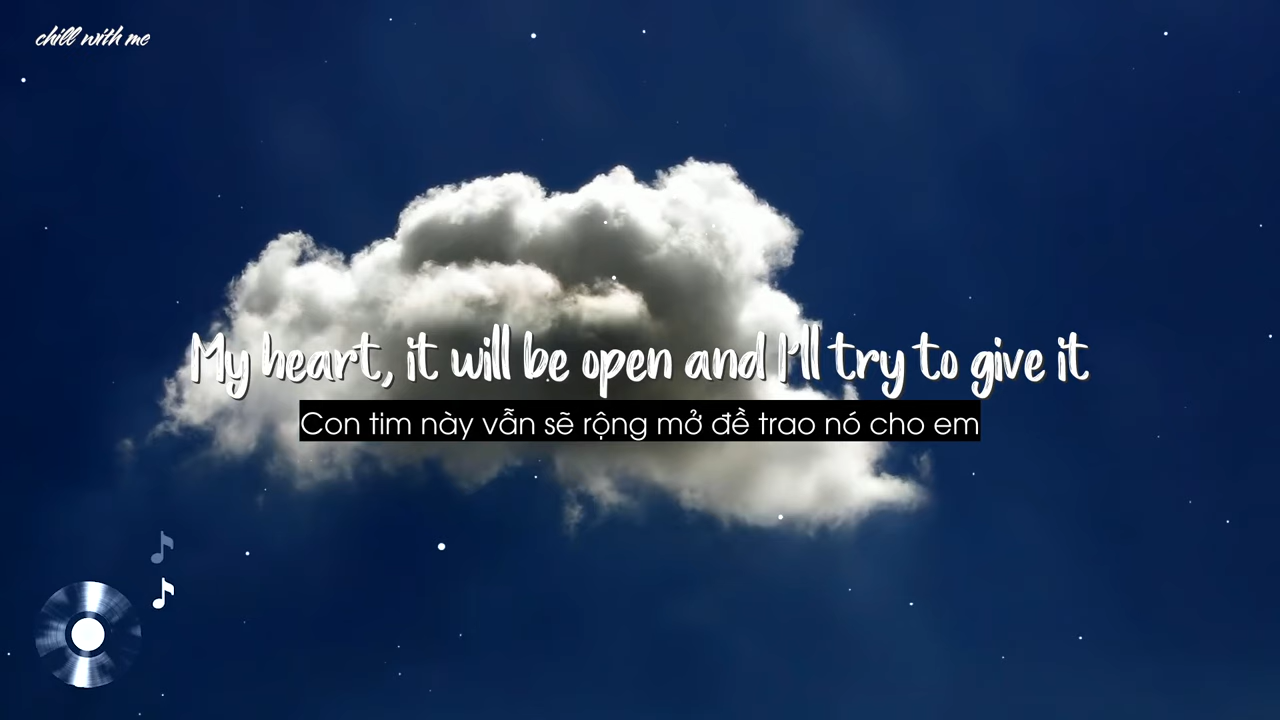 chill with me
My heart, it will be open and I'll try to give it
Con tim này vẫn sẽ rộng mở đề trao nó cho em